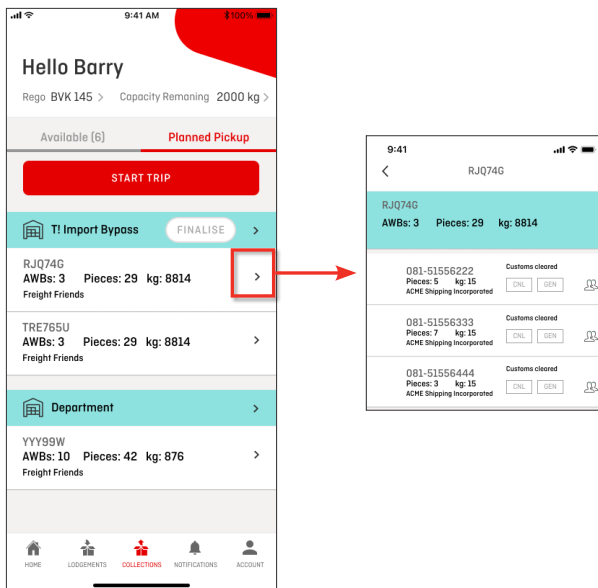 9:41 AM
$100%
Hello Barry
Rego BVK 145 > Capacity Remaning 2000 kg >
Available (6) Planned Pickup
START TRIP
T! Import Bypass FINALISE >
RJQ74G
AWBs: 3 Pieces: 29 kg: 8814 >
Freight Friends
TRE765U
AWBs: 3 Pieces: 29 kg: 8814 >
Freight Friends
Department >
YYY99W
AWBs: 10 Pieces: 42 kg: 876 >
Freight Friends
HOME LODGEMENTS COLLECTIONS NOTIFICATIONS ACCOUNT
9:41
< RJQ74G
RJQ74G
AWBs: 3 Pieces: 29 kg: 8814
081-51556222 Customs cleared
Pieces: 5 kg: 15 CNL GEN
ACME Shipping Incorporated
081-51556333 Customs cleared
Pieces: 7 kg: 15 CNL GEN
ACME Shipping Incorporated
081-51556444 Customs cleared
Pieces: 3 kg: 15 CNL GEN
ACME Shipping Incorporated